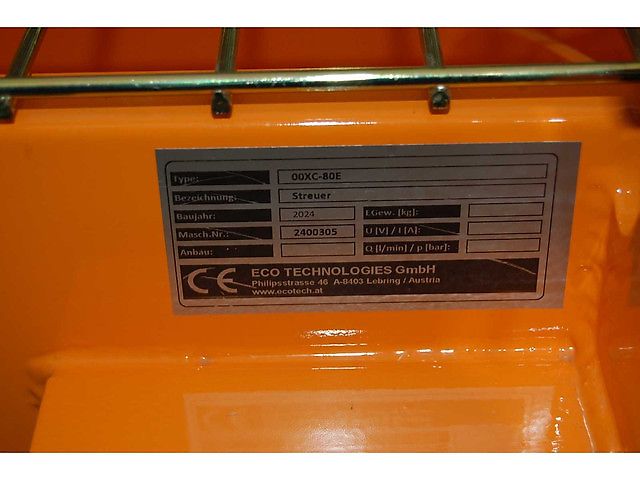 Type: 00XC-80E
Bezeichnung: Streuer
Baujahr: 2024 EGew. [kg]:
Masch.Nr.: 2400305 U [V] / I [A]:
Anbau: Q [l/min] / p [bar]:
CE ECO TECHNOLOGIES GmbH
Philipsstrasse 46 A-8403 Lebring / Austria
www.ecotech.at